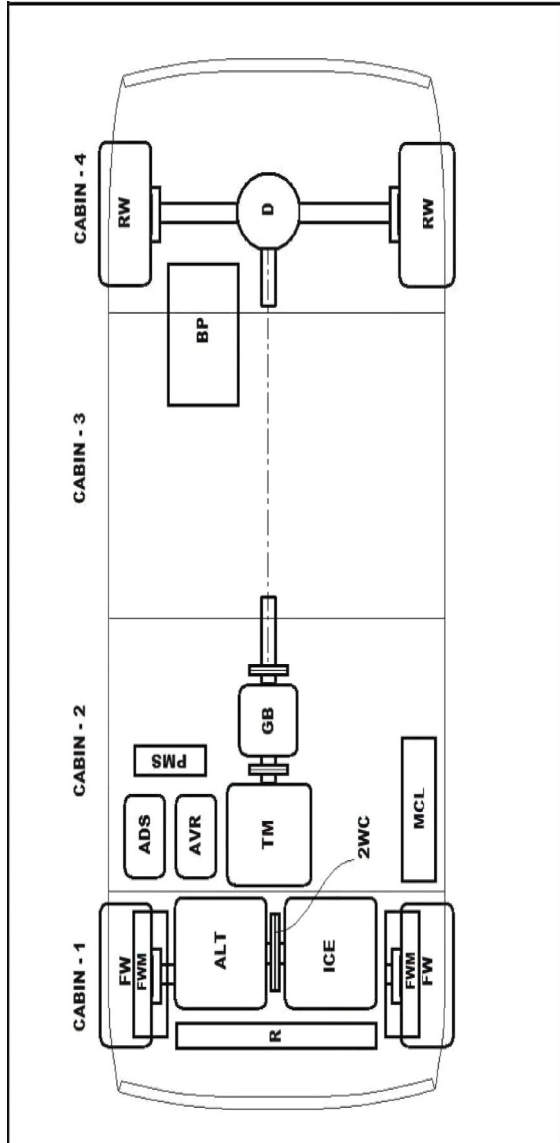 CABIN - 1
CABIN - 2
CABIN - 3
CABIN - 4
FW
FWM
ALT
R
ICE
FWM
FW
2WC
ADS
AVR
PMS
TM
GB
MCL
BP
RW
D
RW